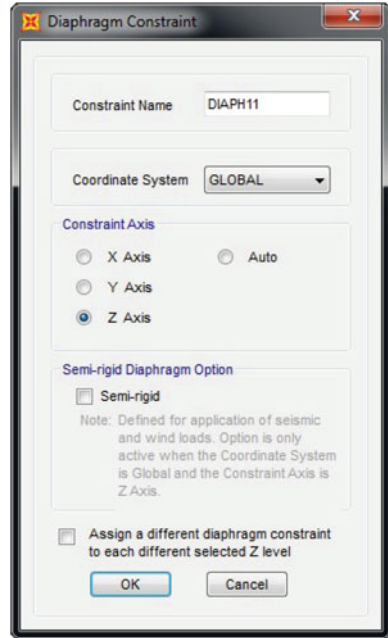 Diaphragm Constraint
Constraint Name DIAPH11
Coordinate System GLOBAL
Constraint Axis
X Axis Auto
Y Axis
Z Axis
Semi-rigid Diaphragm Option
Semi-rigid
Note: Defined for application of seismic
and wind loads. Option is only
active when the Coordinate System
is Global and the Constraint Axis is
Z Axis.
Assign a different diaphragm constraint
to each different selected Z level
OK Cancel